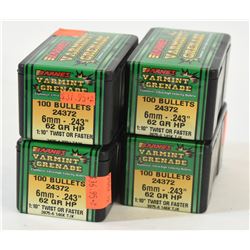 BARNES
VARMINT
GRENADE
100 BULLETS
24372
6mm - .243"
62 GR HP
1:10" TWIST OR FASTER
BARNES
VARMINT
GRENADE
100 BULLETS
24372
6mm - .243"
62 GR HP
1:10" TWIST OR FASTER
VARMINT
GRENADE
100 BULLETS
24372
6mm - .243"
62 GR HP
1:10" TWIST OR FASTER
VARMINT
GRENADE
100 BULLETS
24372
6mm - .243"
62 GR HP
1:10" TWIST OR FASTER